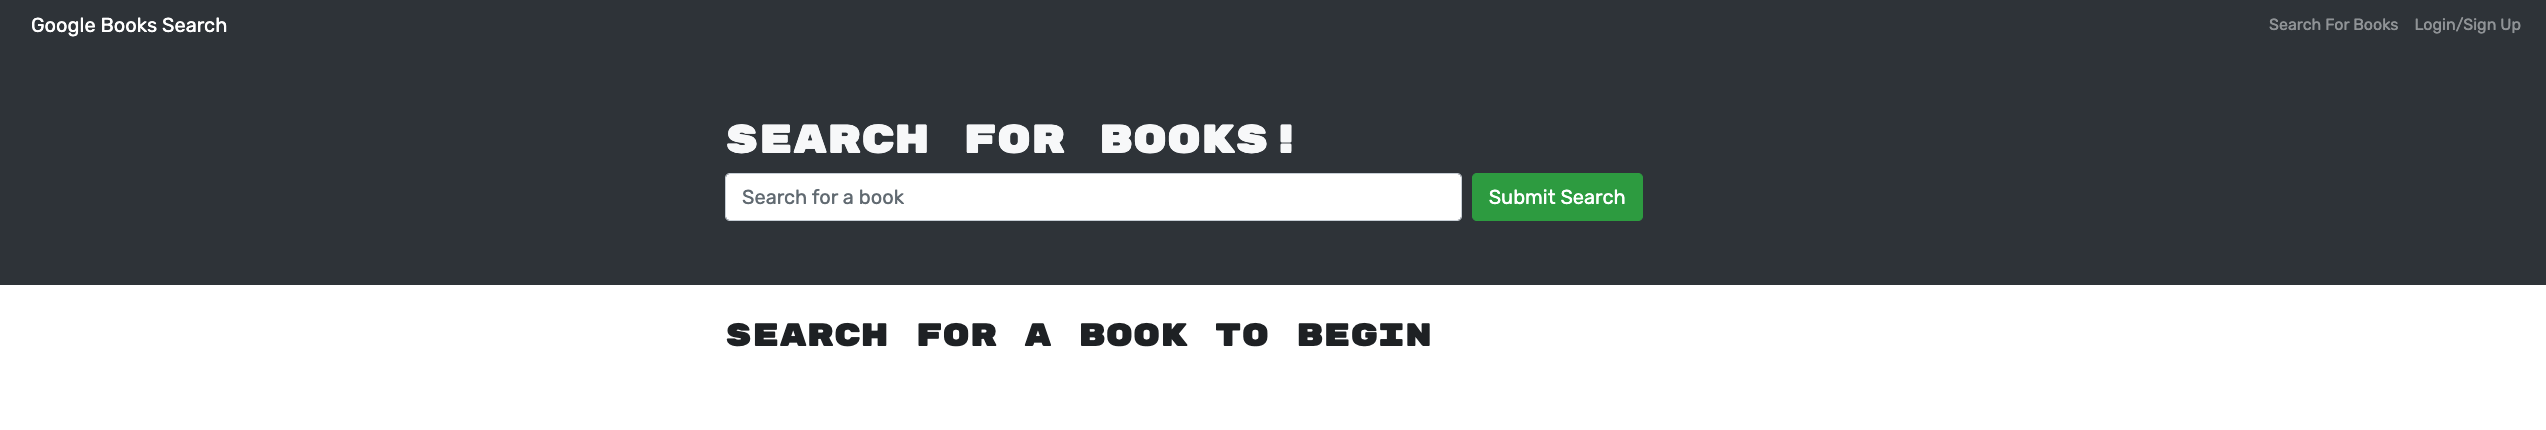 Google Books Search
Search For Books
Login/Sign Up
SEARCH FOR BOOKS!
Search for a book
Submit Search
SEARCH FOR A BOOK TO BEGIN